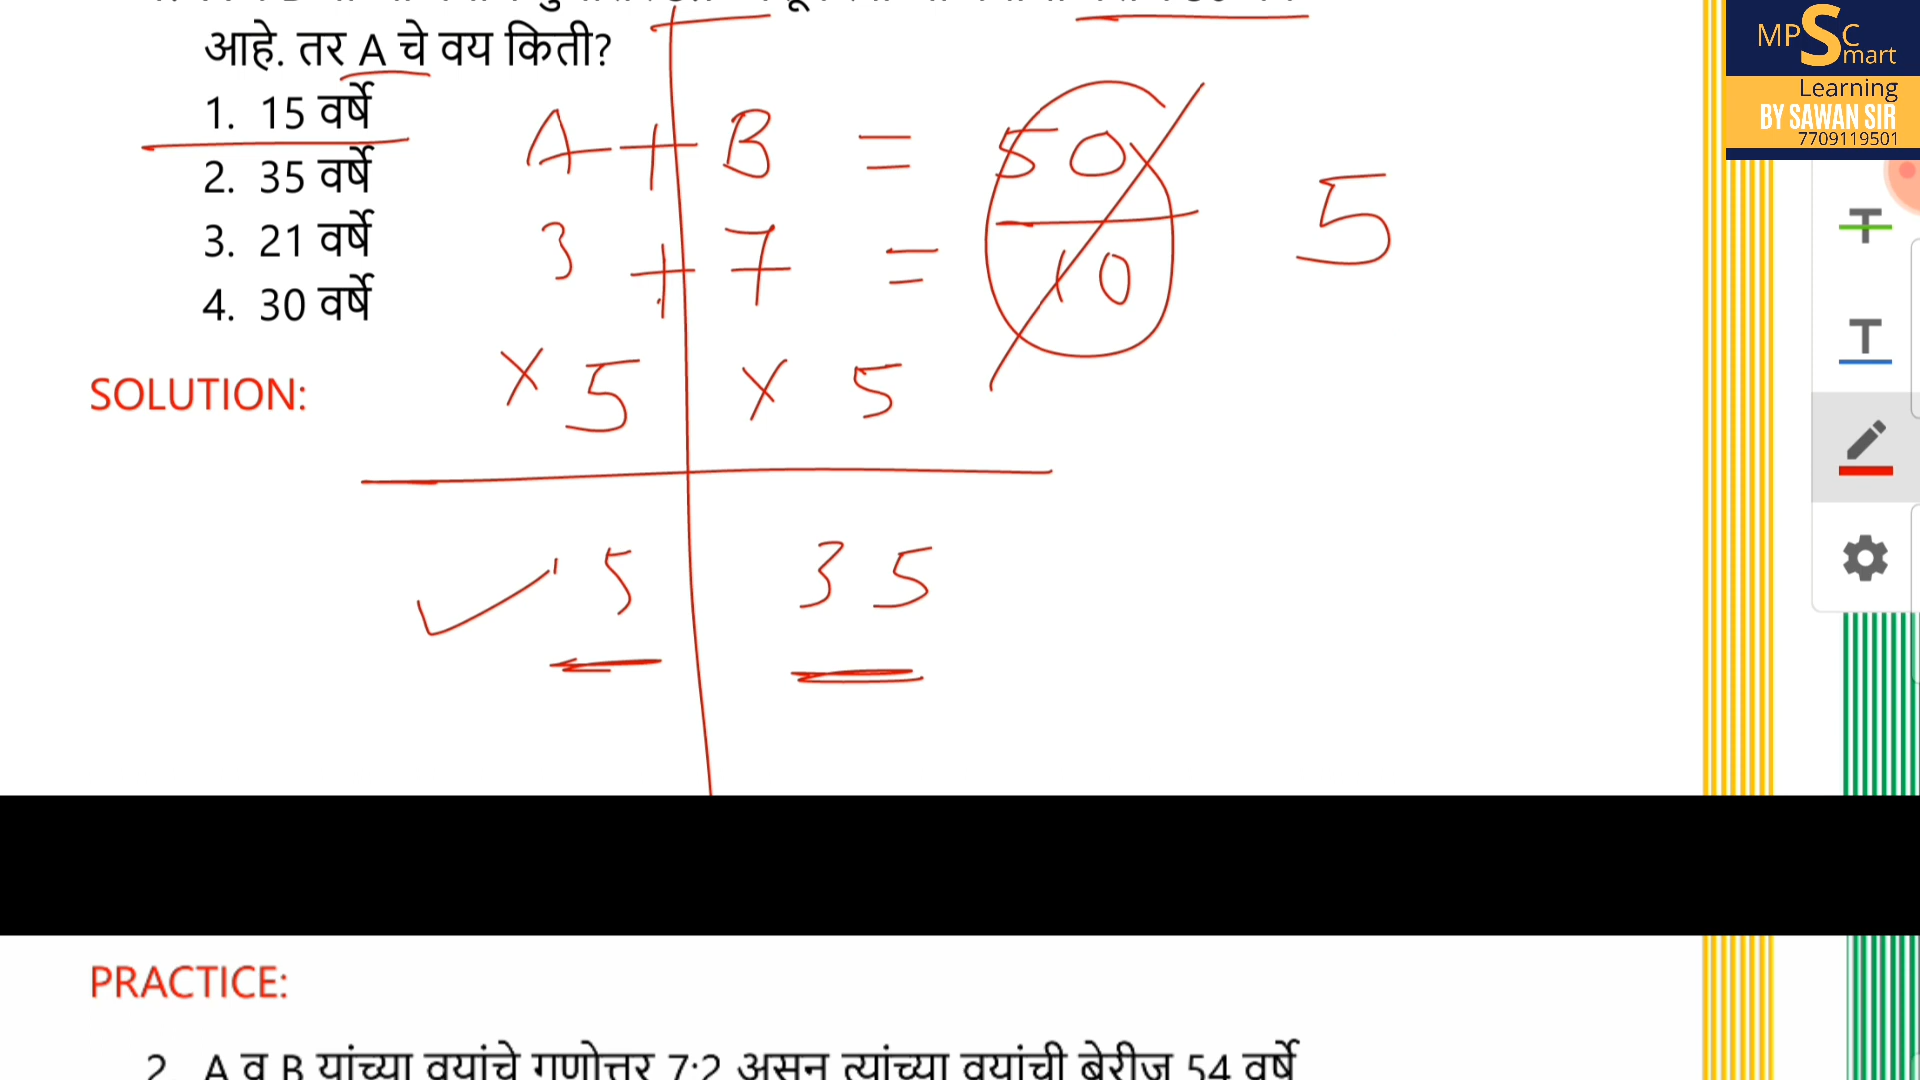 आहे. तर A चे वय किती?
1. 15 वर्षे
2. 35 वर्षे
3. 21 वर्षे
4. 30 वर्षे
A + B = 50
3 + 7 = 10
5
× 5 × 5
15 35
SOLUTION:
PRACTICE:
2. A व B यांच्या वयांचे गुणोत्तर 7:2 असून त्यांच्या वयांची बेरीज 54 वर्षे
MPSC
Smart
Learning
BY SAWAN SIR
7709119501